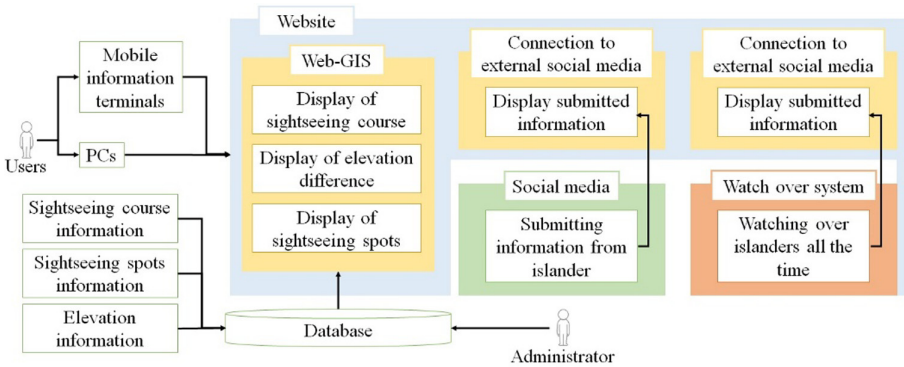 Website
Mobile
information
terminals
Users
PCs
Web-GIS
Display of
sightseeing course
Display of elevation
difference
Display of
sightseeing spots
Connection to
external social media
Display submitted
information
Connection to
external social media
Display submitted
information
Social media
Submitting
information from
islander
Watch over system
Watching over
islanders all the
time
Sightseeing course
information
Sightseeing spots
information
Elevation
information
Database
Administrator